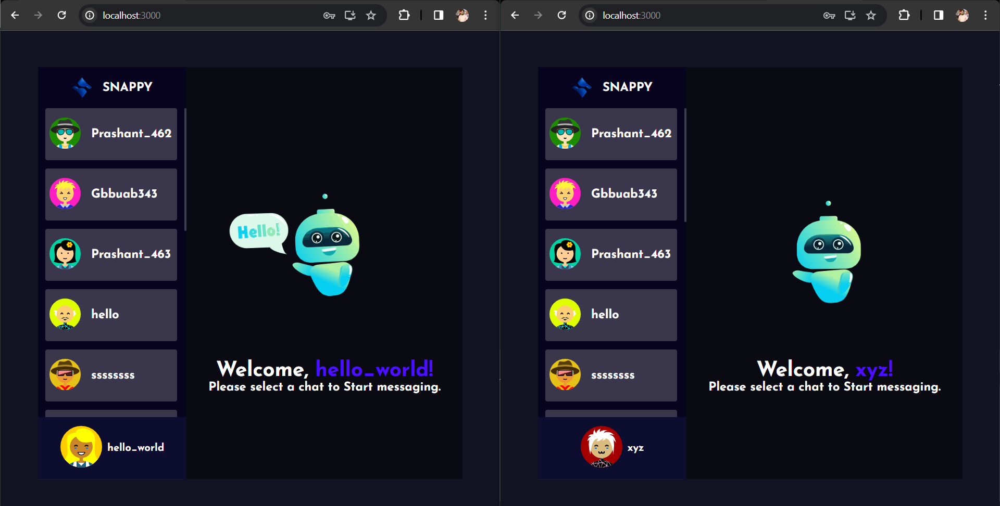 localhost:3000
SNAPPY
Prashant_462
Gbbuab343
Prashant_463
hello
ssssssss
hello_world
Hello!
Welcome, hello_world!
Please select a chat to Start messaging.
localhost:3000
SNAPPY
Prashant_462
Gbbuab343
Prashant_463
hello
ssssssss
xyz
Welcome, xyz!
Please select a chat to Start messaging.